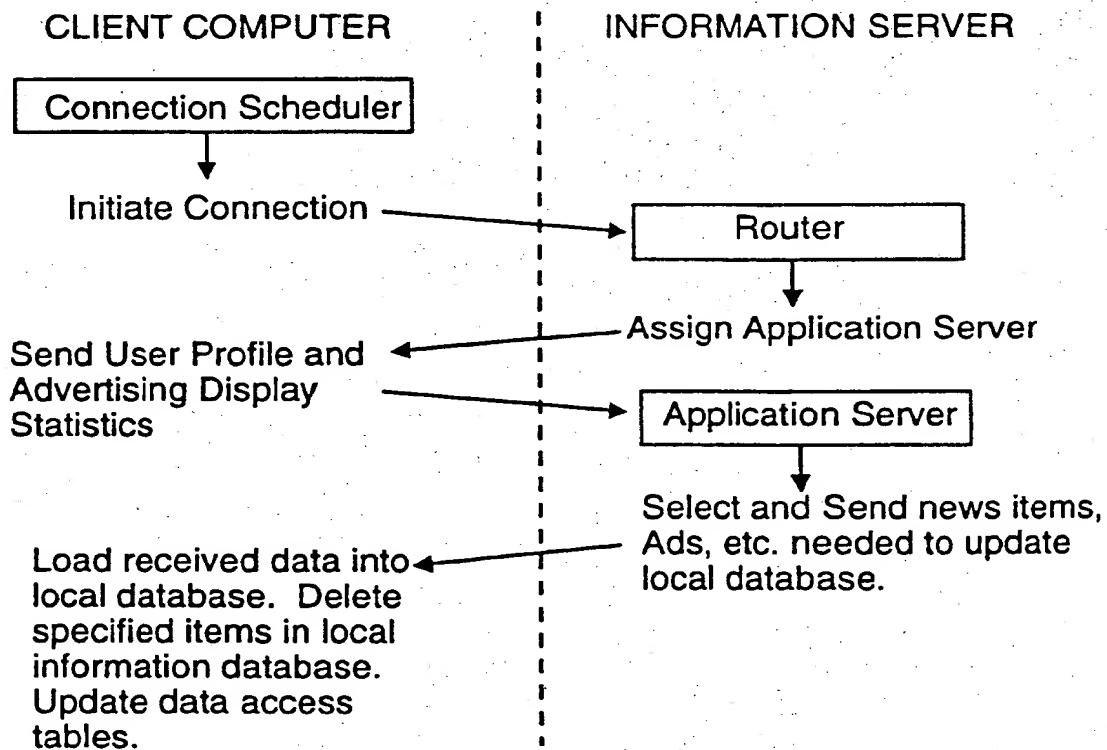 CLIENT COMPUTER
INFORMATION SERVER
Connection Scheduler
Initiate Connection
Router
Assign Application Server
Send User Profile and
Advertising Display
Statistics
Application Server
Select and Send news items,
Ads, etc. needed to update
local database.
Load received data into
local database. Delete
specified items in local
information database.
Update data access
tables.